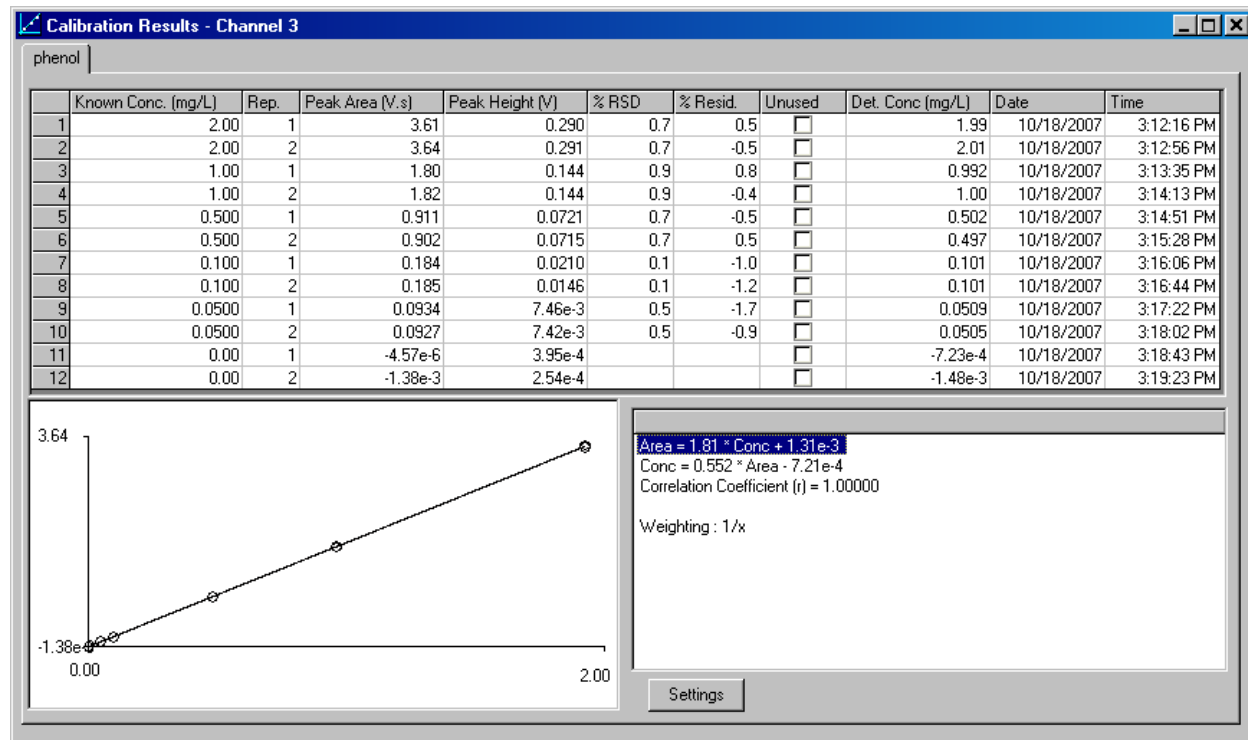 Calibration Results - Channel 3
phenol
Known Conc. (mg/L) Rep. Peak Area (V.s) Peak Height (V) % RSD % Resid. Unused Det. Conc (mg/L) Date Time
1 2.00 1 3.61 0.290 0.7 0.5 1.99 10/18/2007 3:12:16 PM
2 2.00 2 3.64 0.291 0.7 -0.5 2.01 10/18/2007 3:12:56 PM
3 1.00 1 1.80 0.144 0.9 0.8 0.992 10/18/2007 3:13:35 PM
4 1.00 2 1.82 0.144 0.9 -0.4 1.00 10/18/2007 3:14:13 PM
5 0.500 1 0.911 0.0721 0.7 -0.5 0.502 10/18/2007 3:14:51 PM
6 0.500 2 0.902 0.0715 0.7 0.5 0.497 10/18/2007 3:15:28 PM
7 0.100 1 0.184 0.0210 0.1 -1.0 0.101 10/18/2007 3:16:06 PM
8 0.100 2 0.185 0.0146 0.1 -1.2 0.101 10/18/2007 3:16:44 PM
9 0.0500 1 0.0934 7.46e-3 0.5 -1.7 0.0509 10/18/2007 3:17:22 PM
10 0.0500 2 0.0927 7.42e-3 0.5 -0.9 0.0505 10/18/2007 3:18:02 PM
11 0.00 1 -4.57e-6 3.95e-4 -7.23e-4 10/18/2007 3:18:43 PM
12 0.00 2 -1.38e-3 2.54e-4 -1.48e-3 10/18/2007 3:19:23 PM
3.64
-1.38e-
0.00
2.00
Area = 1.81 * Conc + 1.31e-3
Conc = 0.552 * Area - 7.21e-4
Correlation Coefficient (r) = 1.00000
Weighting : 1/x
Settings